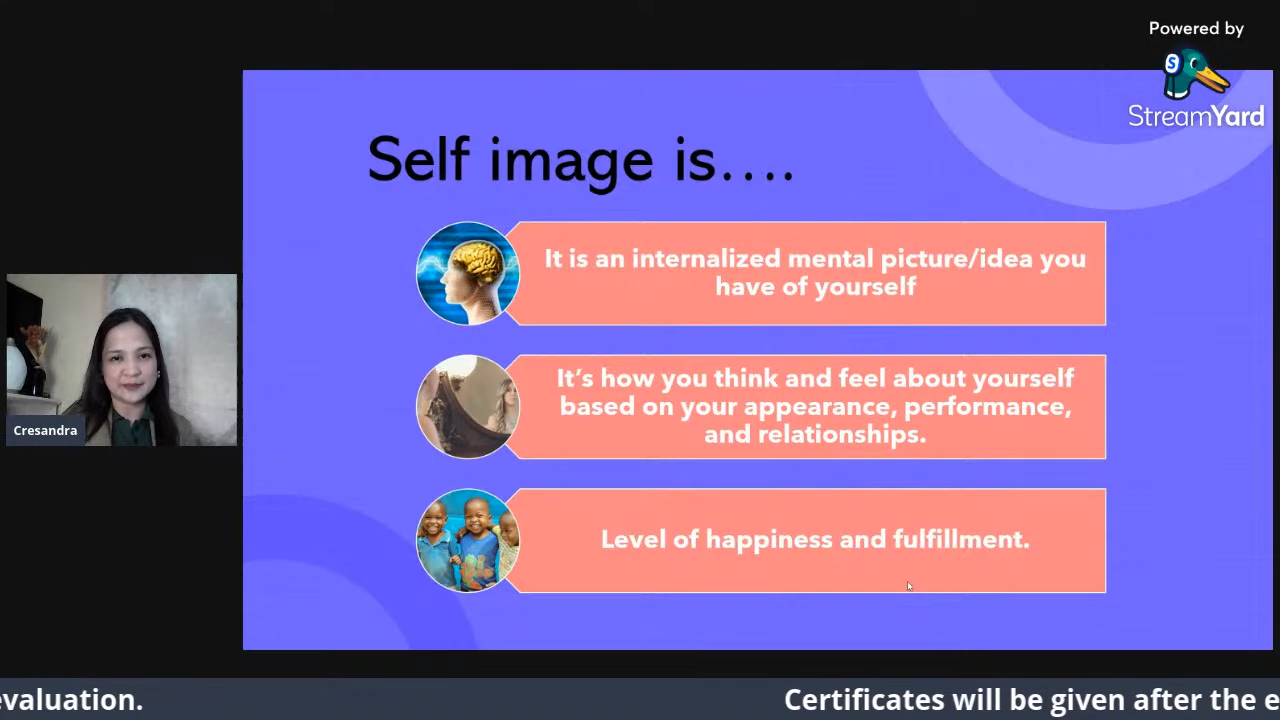 Powered by
S
StreamYard
Self image is....
It is an internalized mental picture/idea you
have of yourself
It's how you think and feel about yourself
based on your appearance, performance,
and relationships.
Level of happiness and fulfillment.
Cresandra
evaluation.
Certificates will be given after the e